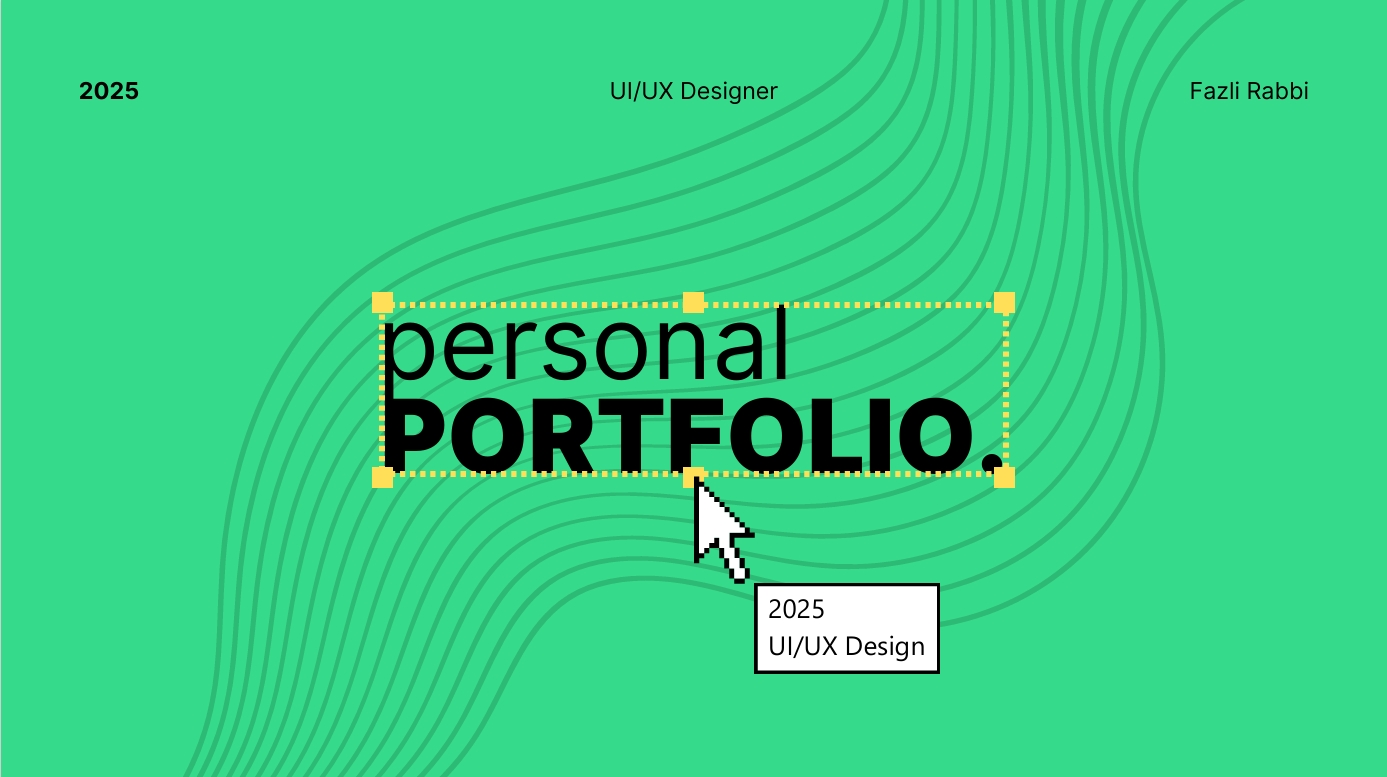 2025
UI/UX Designer
Fazli Rabbi
personal
PORTFOLIO.
2025
UI/UX Design